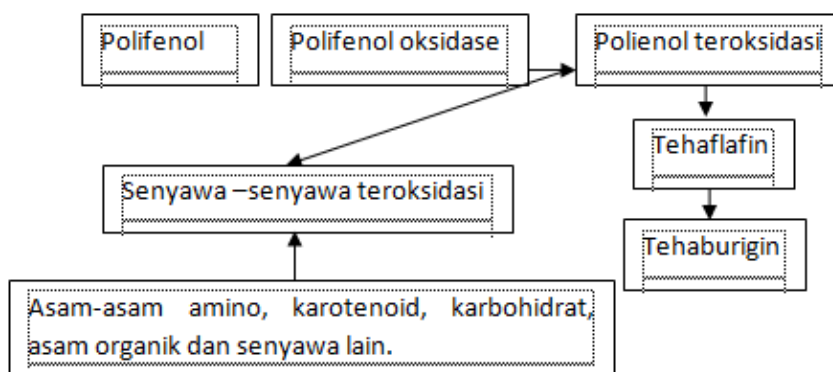 Polifenol
Polifenol oksidase
Polienol teroksidasi
Tehaflafin
Senyawa –senyawa teroksidasi
Tehaburigin
Asam-asam amino, karotenoid, karbohidrat,
asam organik dan senyawa lain.